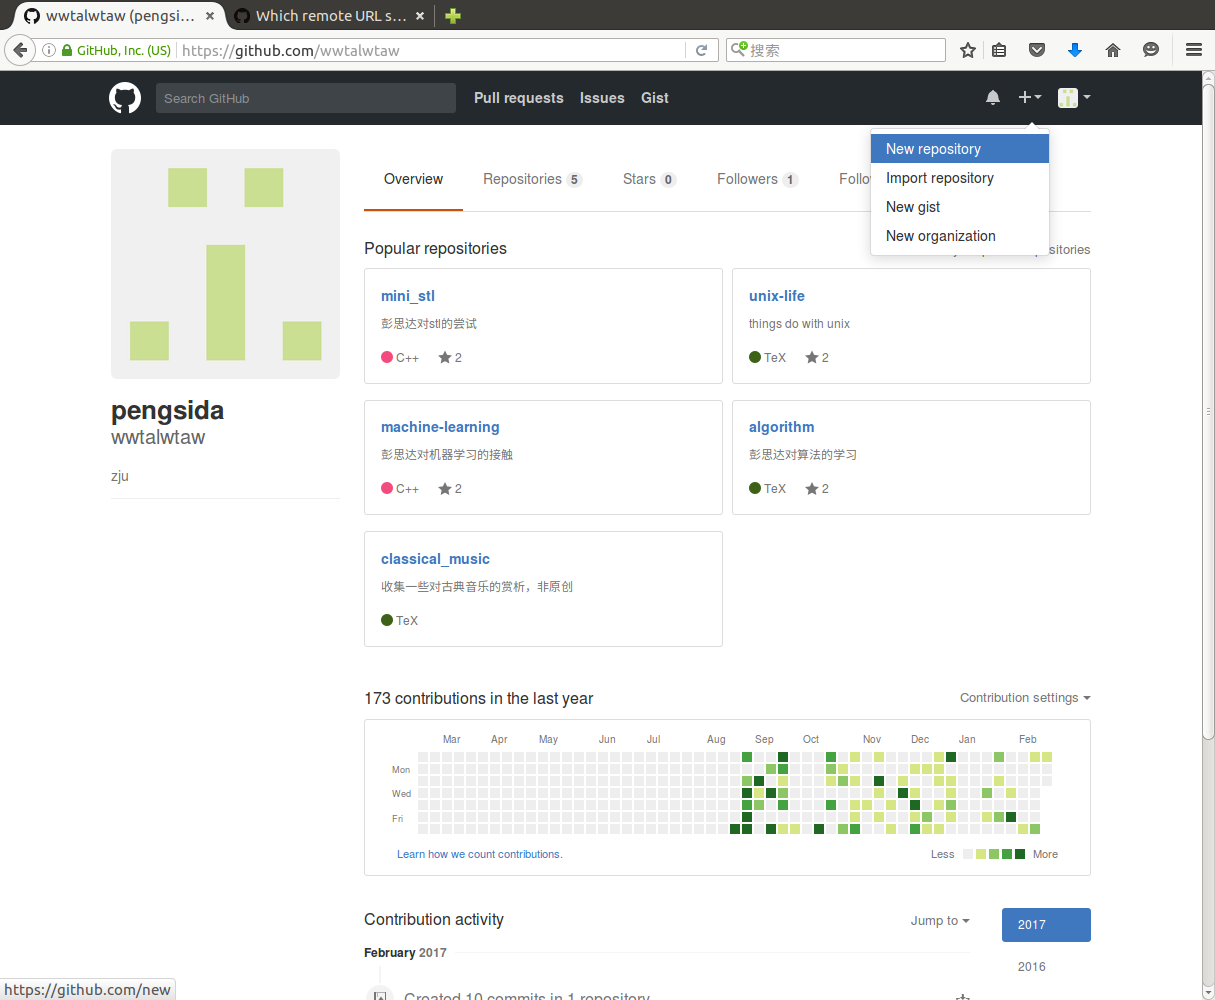 wwtalwtaw (pengsi...
Which remote URL s...
GitHub, Inc. (US)
https://github.com/wwtalwtaw
搜索
Search GitHub
Pull requests Issues Gist
New repository
Import repository
New gist
New organization
Overview
Repositories 5
Stars 0
Followers 1
Follo
Popular repositories
sitories
mini_stl
彭思达对stl的尝试
C++ 2
unix-life
things do with unix
TeX 2
machine-learning
彭思达对机器学习的接触
C++ 2
algorithm
彭思达对算法的学习
TeX 2
classical_music
收集一些对古典音乐的赏析，非原创
TeX
pengsida
wwtalwtaw
zju
173 contributions in the last year
Contribution settings
Mar Apr May Jun Jul Aug Sep Oct Nov Dec Jan Feb
Mon
Wed
Fri
Learn how we count contributions.
Less More
Contribution activity
Jump to
2017
February 2017
2016
Created 10 commits in 1 repository
https://github.com/new